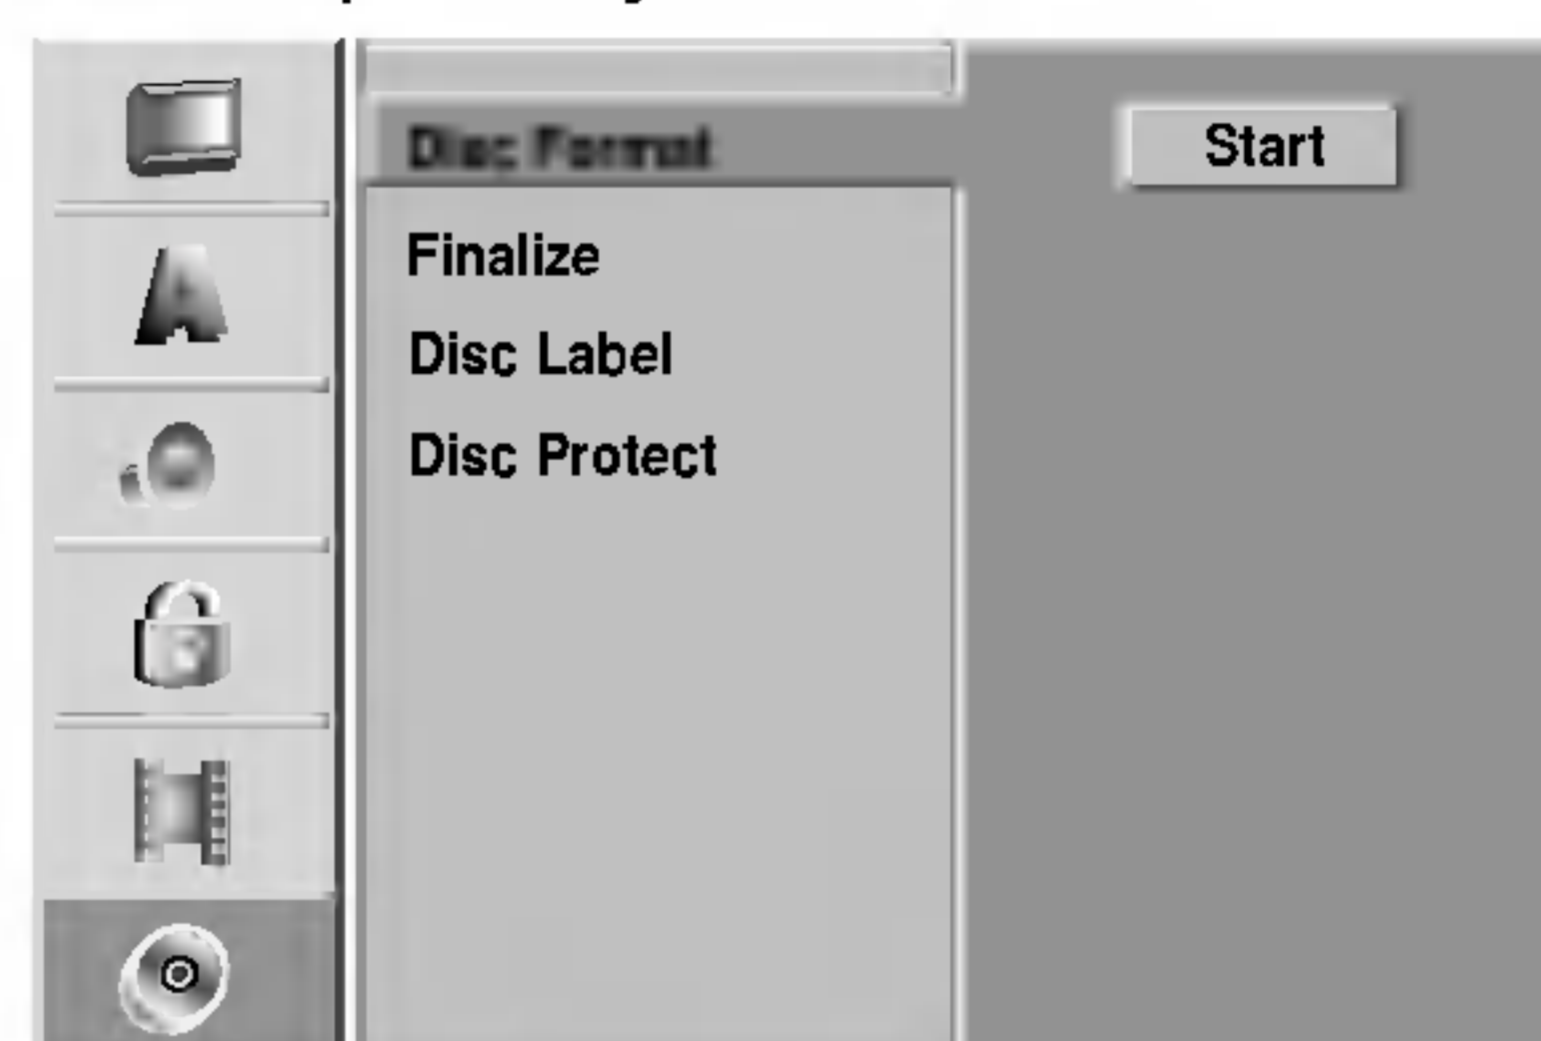 Disc Format
Start
Finalize
Disc Label
Disc Protect